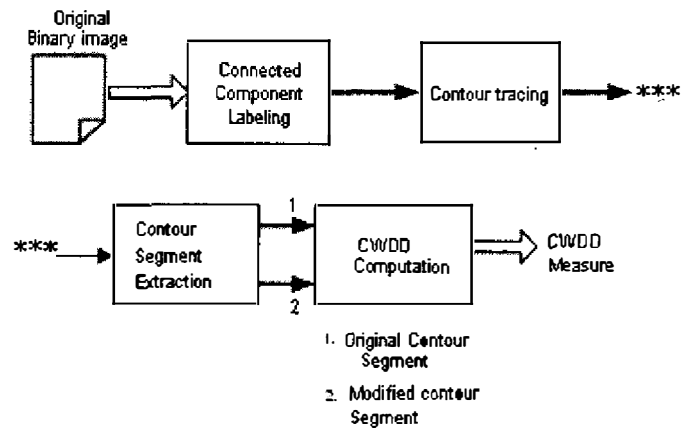 Original
Binary image
Connected
Component
Labeling
Contour tracing
***
***
Contour
Segment
Extraction
1
2
CWDD
Computation
CWDD
Measure
1. Original Contour
Segment
2. Modified contour
Segment